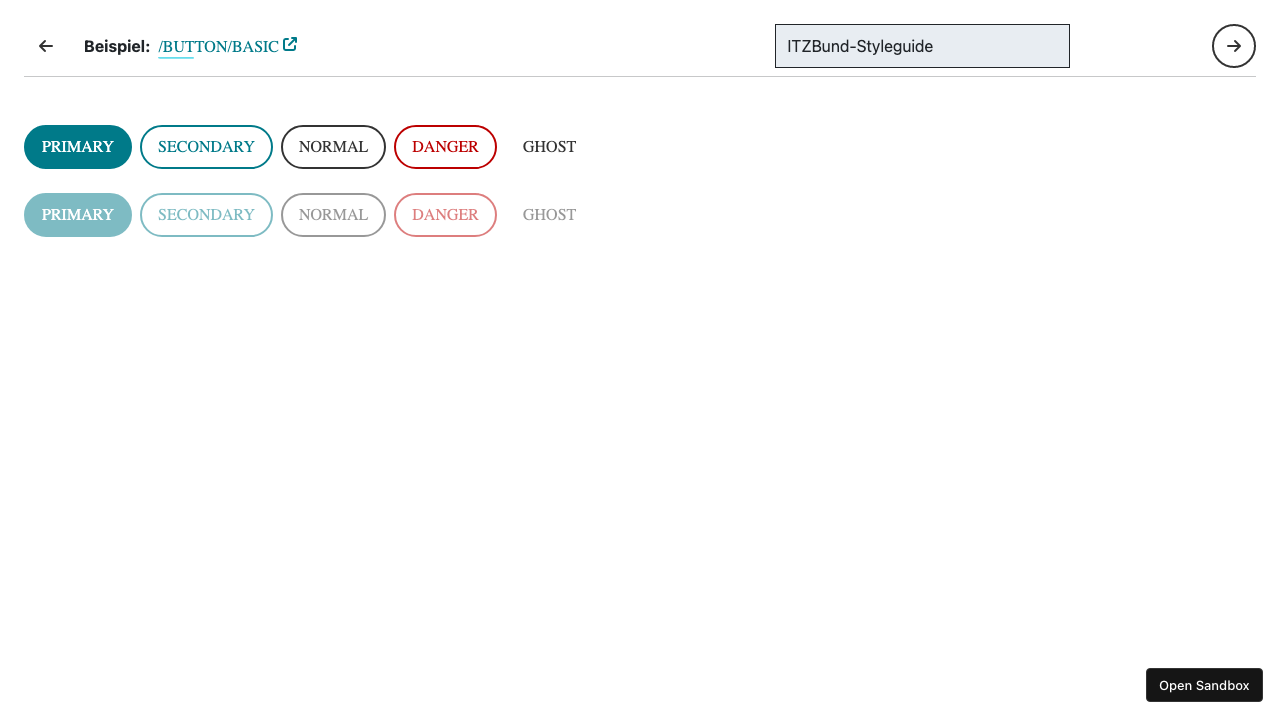 Beispiel: /BUTTON/BASIC ITZBund-Styleguide
PRIMARY SECONDARY NORMAL DANGER GHOST
PRIMARY SECONDARY NORMAL DANGER GHOST
Open Sandbox